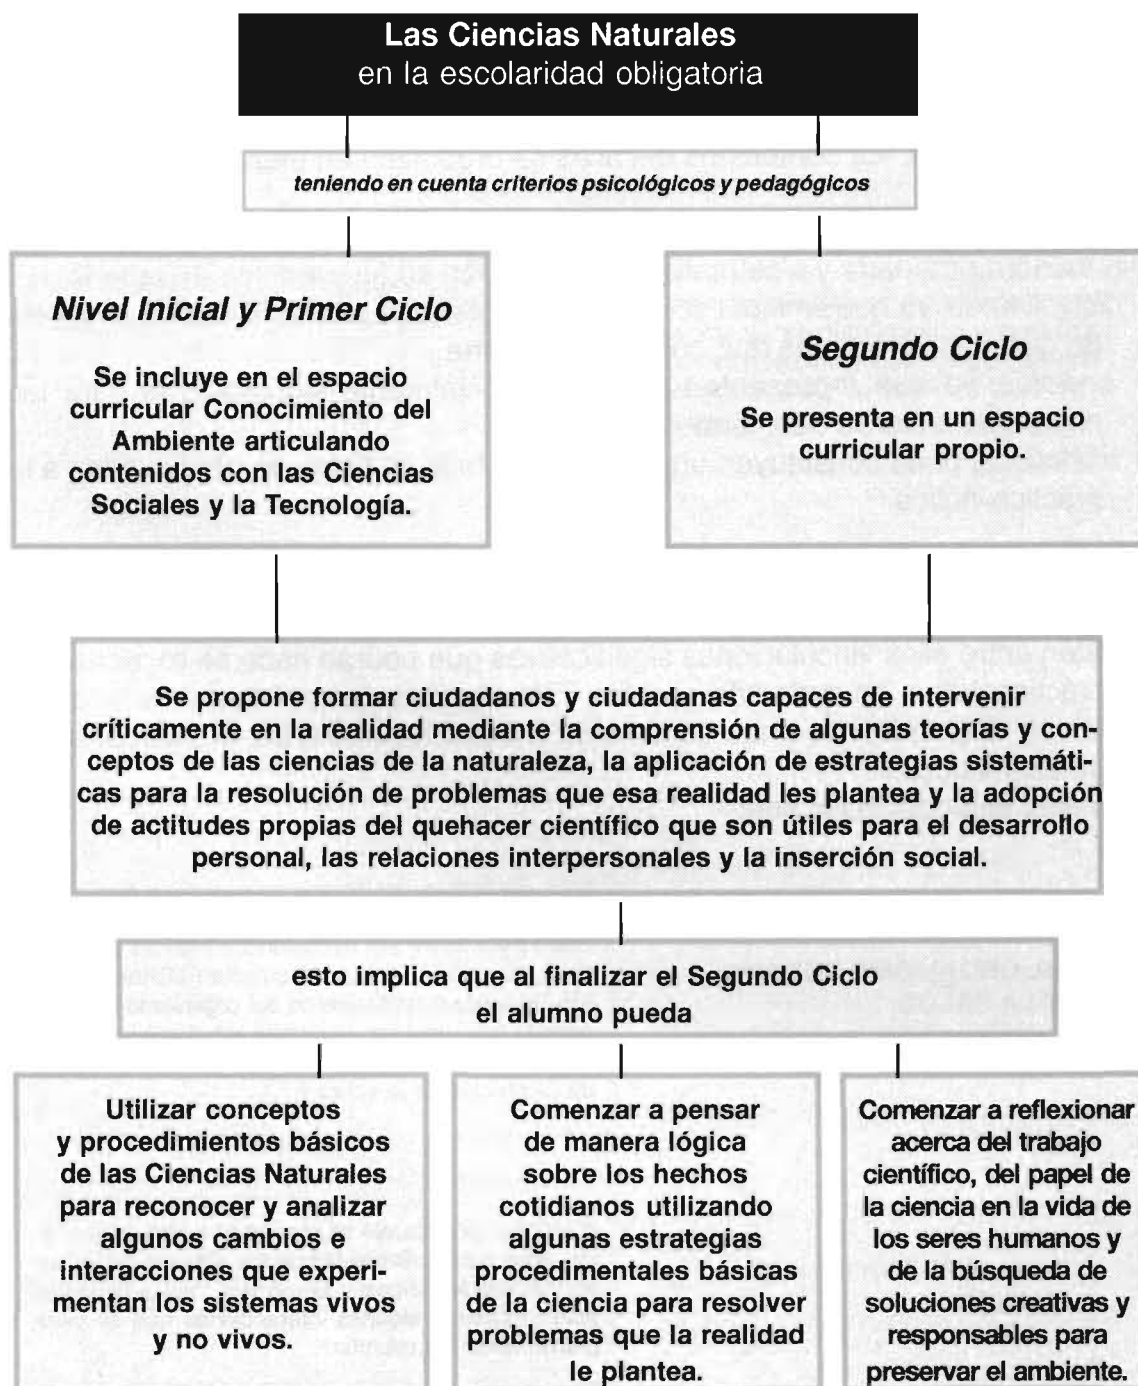 Las Ciencias Naturales
en la escolaridad obligatoria
teniendo en cuenta criterios psicológicos y pedagógicos
Nivel Inicial y Primer Ciclo
Se incluye en el espacio
curricular Conocimiento del
Ambiente articulando
contenidos con las Ciencias
Sociales y la Tecnología.
Segundo Ciclo
Se presenta en un espacio
curricular propio.
Se propone formar ciudadanos y ciudadanas capaces de intervenir
críticamente en la realidad mediante la comprensión de algunas teorías y con-
ceptos de las ciencias de la naturaleza, la aplicación de estrategias sistemáti-
cas para la resolución de problemas que esa realidad les plantea y la adopción
de actitudes propias del quehacer científico que son útiles para el desarrollo
personal, las relaciones interpersonales y la inserción social.
esto implica que al finalizar el Segundo Ciclo
el alumno pueda
Utilizar conceptos
y procedimientos básicos
de las Ciencias Naturales
para reconocer y analizar
algunos cambios e
interacciones que experi-
mentan los sistemas vivos
y no vivos.
Comenzar a pensar
de manera lógica
sobre los hechos
cotidianos utilizando
algunas estrategias
procedimentales básicas
de la ciencia para resolver
problemas que la realidad
le plantea.
Comenzar a reflexionar
acerca del trabajo
científico, del papel de
la ciencia en la vida de
los seres humanos y
de la búsqueda de
soluciones creativas y
responsables para
preservar el ambiente.